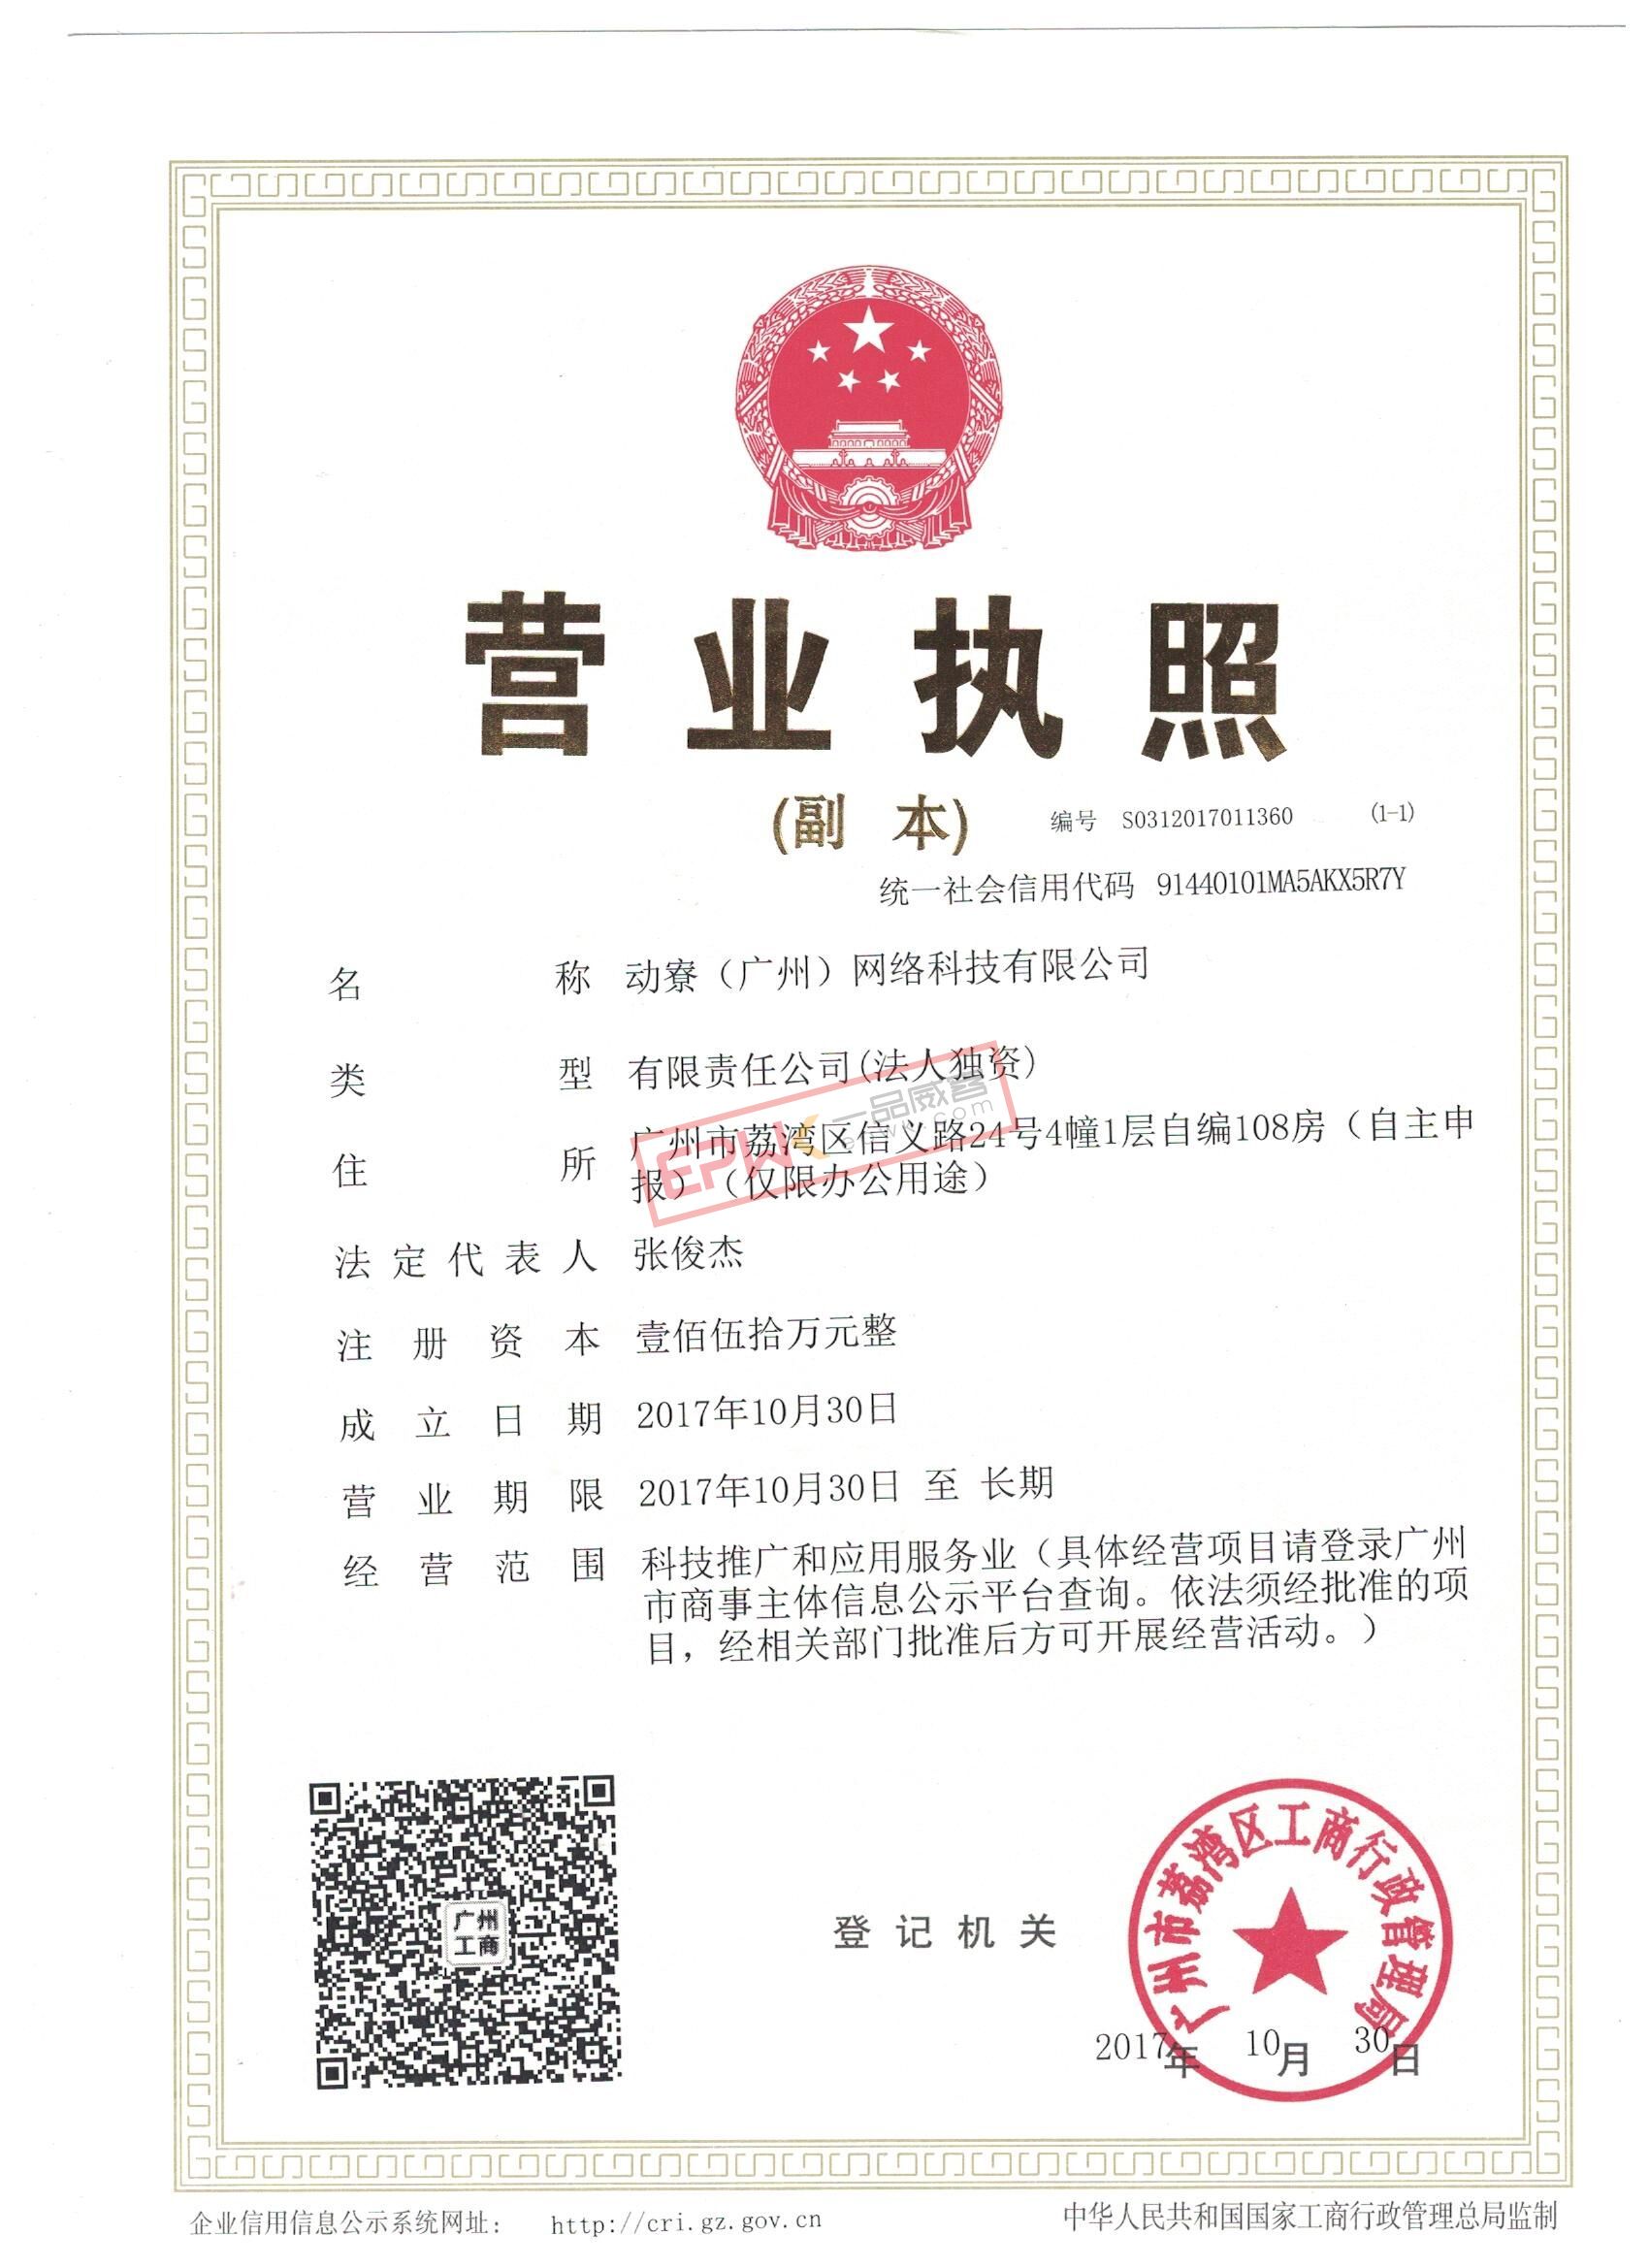 营业执照
(副 本) 编号 S0312017011360 (1-1)
统一社会信用代码 91440101MA5AKX5R7Y
名称 动寮（广州）网络科技有限公司
类型 有限责任公司(法人独资)
EPWK 一品威客
epwk.com
住所 广州市荔湾区信义路24号4幢1层自编108房（自主申
报）（仅限办公用途）
法定代表人 张俊杰
注册资本 壹佰伍拾万元整
成立日期 2017年10月30日
营业期限 2017年10月30日 至 长期
经营范围 科技推广和应用服务业（具体经营项目请登录广州
市商事主体信息公示平台查询。依法须经批准的项
目，经相关部门批准后方可开展经营活动。）
广州
工商
登记机关
广州市荔湾区工商行政管理局
2017年 10月 30日
企业信用信息公示系统网址： http://cri.gz.gov.cn
中华人民共和国国家工商行政管理总局监制